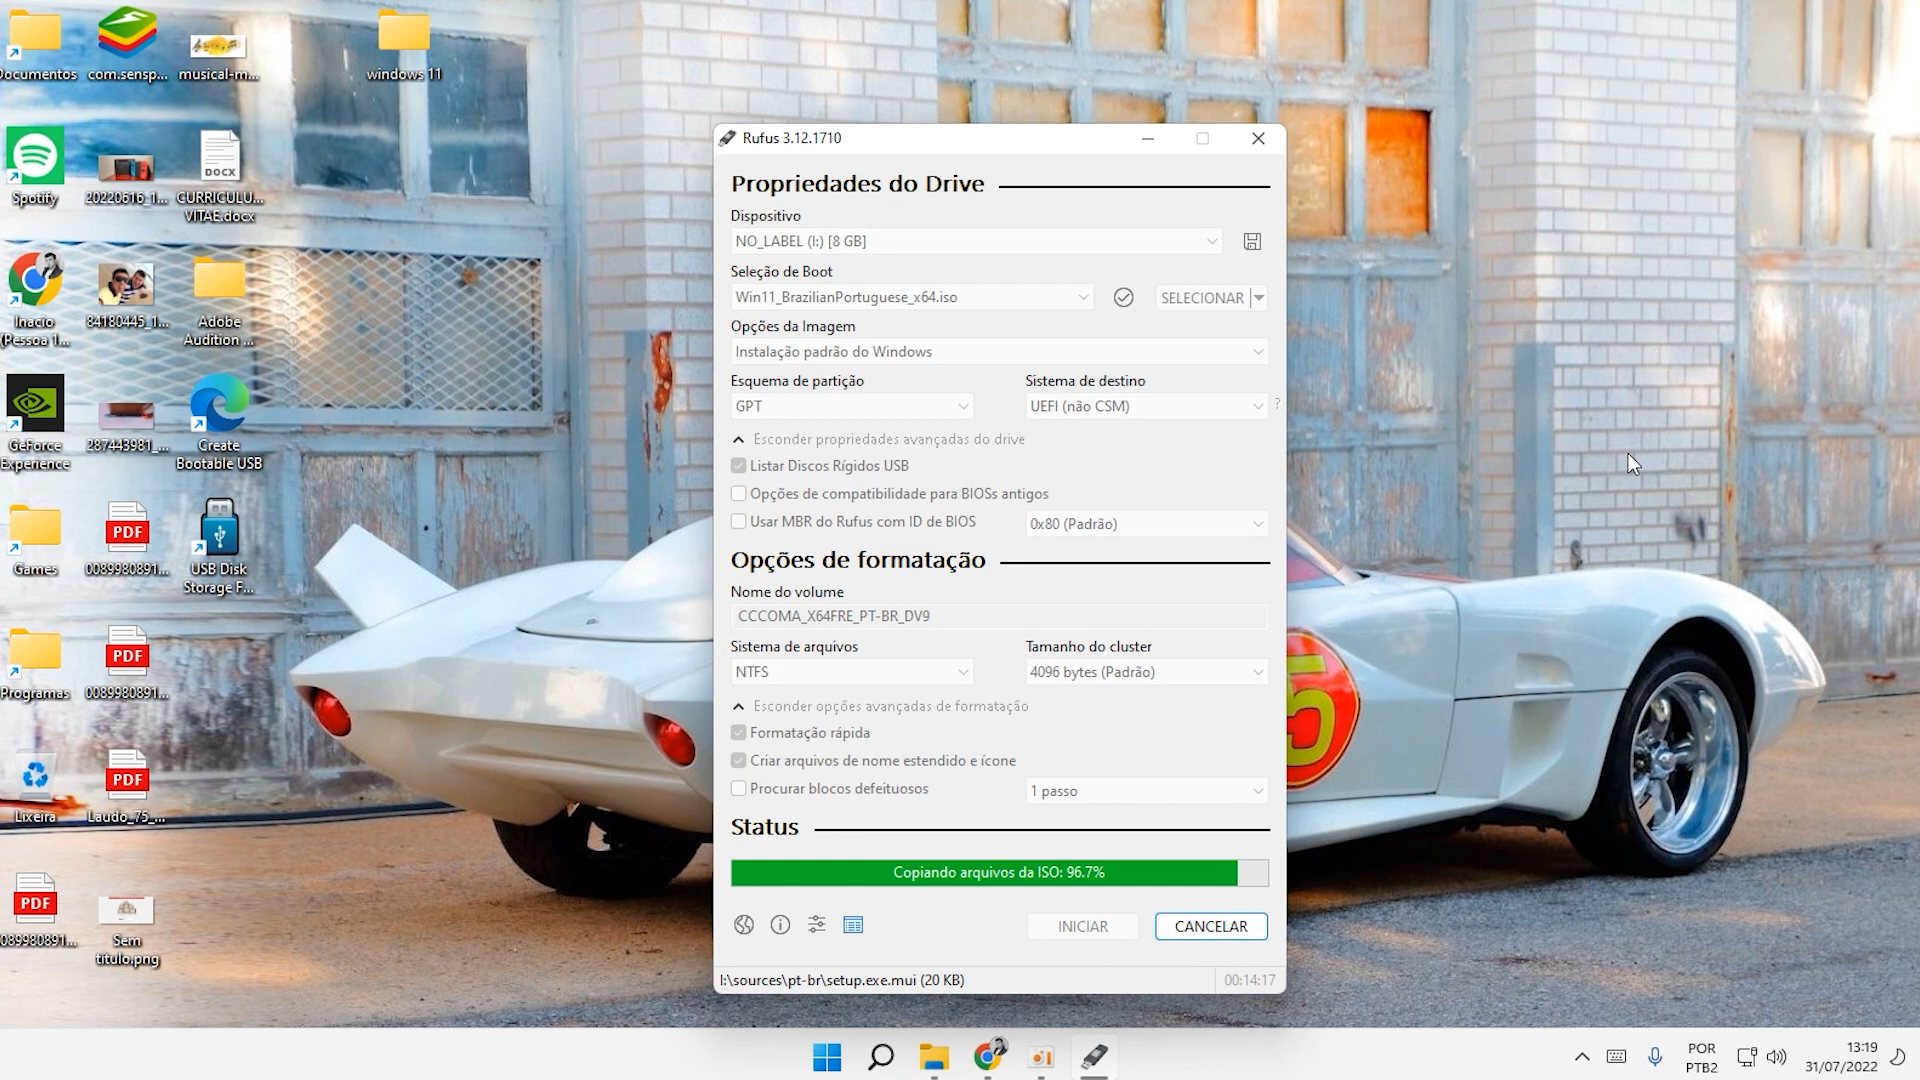 Documentos
com.sensp...
musical-m...
windows 11
Spotify
20220616_1...
CURRICULU...
VITAE.docx
DOCX
Inacio
(Pessoa 1...
84180445_1...
Adobe
Audition ...
GeForce
Experience
287443981_...
Create
Bootable USB
Games
PDF
0089980891...
USB Disk
Storage F...
Programas
PDF
0089980891...
Lixeira
PDF
Laudo_75_...
PDF
089980891...
Sem
título.png
Rufus 3.12.1710
Propriedades do Drive
Dispositivo
NO_LABEL (I:) [8 GB]
Seleção de Boot
Win11_BrazilianPortuguese_x64.iso
SELECIONAR
Opções da Imagem
Instalação padrão do Windows
Esquema de partição
Sistema de destino
GPT
UEFI (não CSM)
?
Esconder propriedades avançadas do drive
Listar Discos Rígidos USB
Opções de compatibilidade para BIOSs antigos
Usar MBR do Rufus com ID de BIOS
0x80 (Padrão)
Opções de formatação
Nome do volume
CCCOMA_X64FRE_PT-BR_DV9
Sistema de arquivos
Tamanho do cluster
NTFS
4096 bytes (Padrão)
Esconder opções avançadas de formatação
Formatação rápida
Criar arquivos de nome estendido e ícone
Procurar blocos defeituosos
1 passo
Status
Copiando arquivos da ISO: 96.7%
INICIAR
CANCELAR
I:\sources\pt-br\setup.exe.mui (20 KB)
00:14:17
5
POR
PTB2
13:19
31/07/2022